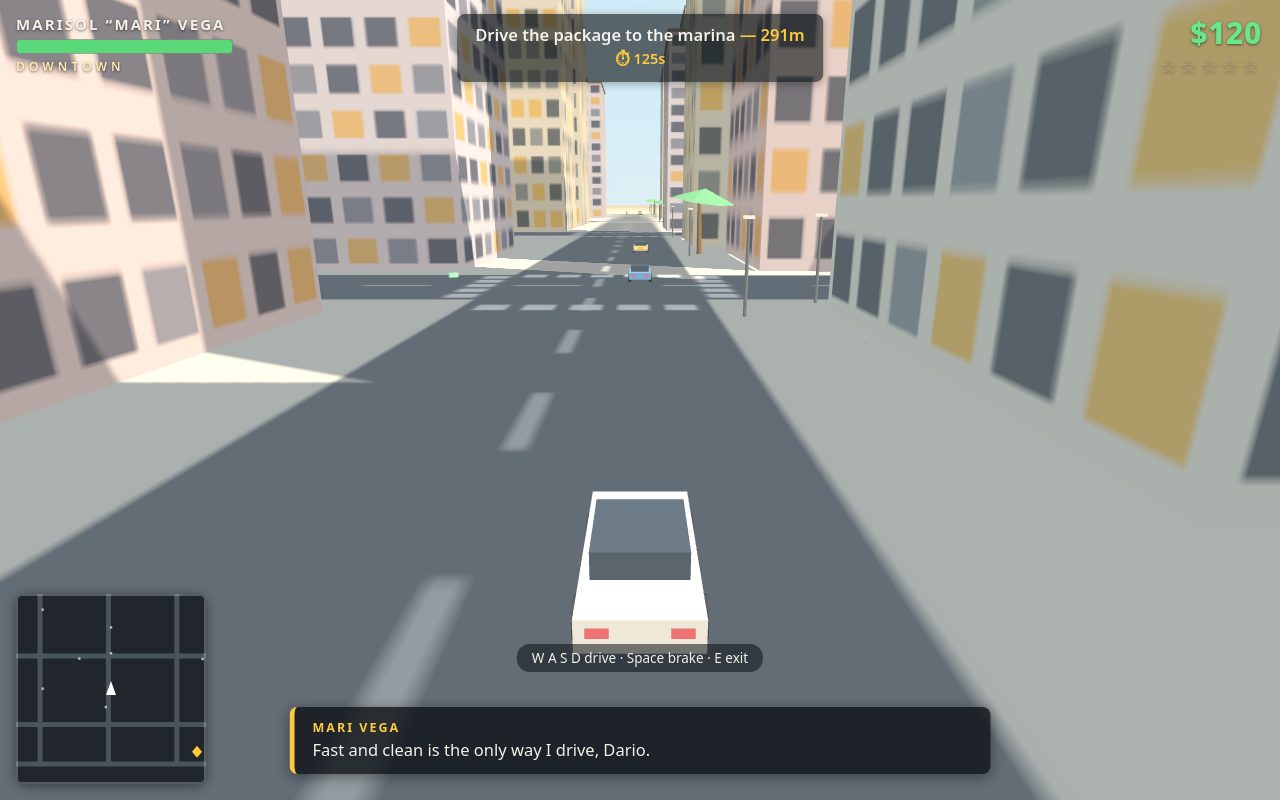 MARISOL “MARI” VEGA
DOWNTOWN
Drive the package to the marina — 291m
⏱ 125s
$120
☆☆☆☆☆
W A S D drive · Space brake · E exit
MARI VEGA
Fast and clean is the only way I drive, Dario.